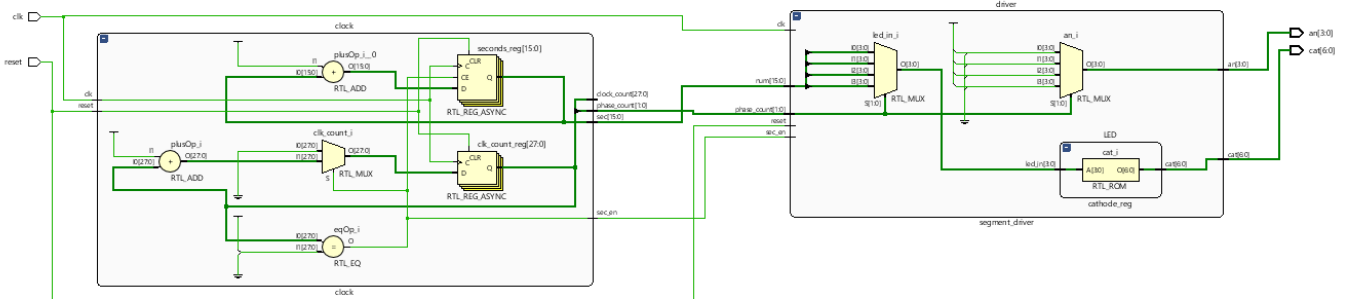 clk
reset
clock
seconds_reg[15:0]
plusOp_i__0
I1
I0[15:0]
+
O[15:0]
RTL_ADD
CLR
C
CE
D
Q
RTL_REG_ASYNC
clk
reset
clock_count[27:0]
phase_count[1:0]
sec[15:0]
plusOp_i
I1
I0[27:0]
+
O[27:0]
RTL_ADD
clk_count_i
I0[27:0]
I1[27:0]
O[27:0]
S
RTL_MUX
clk_count_reg[27:0]
CLR
C
D
Q
RTL_REG_ASYNC
sec_en
eqOp_i
I0[27:0]
I1[27:0]
=
O
RTL_EQ
clock
driver
clk
num[15:0]
phase_count[1:0]
reset
sec_en
led_in_i
I0[3:0]
I1[3:0]
I2[3:0]
I3[3:0]
O[3:0]
S[1:0]
RTL_MUX
an_i
I0[3:0]
I1[3:0]
I2[3:0]
I3[3:0]
O[3:0]
S[1:0]
RTL_MUX
an[3:0]
LED
led_in[3:0]
cat_i
A[3:0]
O[6:0]
RTL_ROM
cat[6:0]
cathode_reg
cat[6:0]
segment_driver
an[3:0]
cat[6:0]